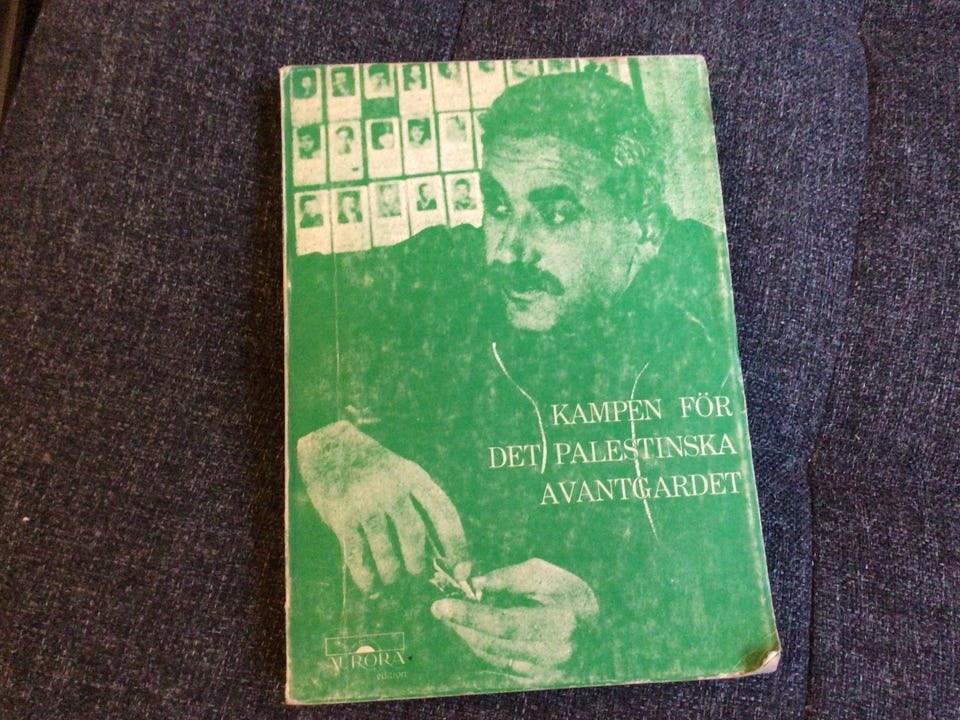 KAMPEN FÖR
DET PALESTINSKA
AVANTGARDET
AURORA
edition